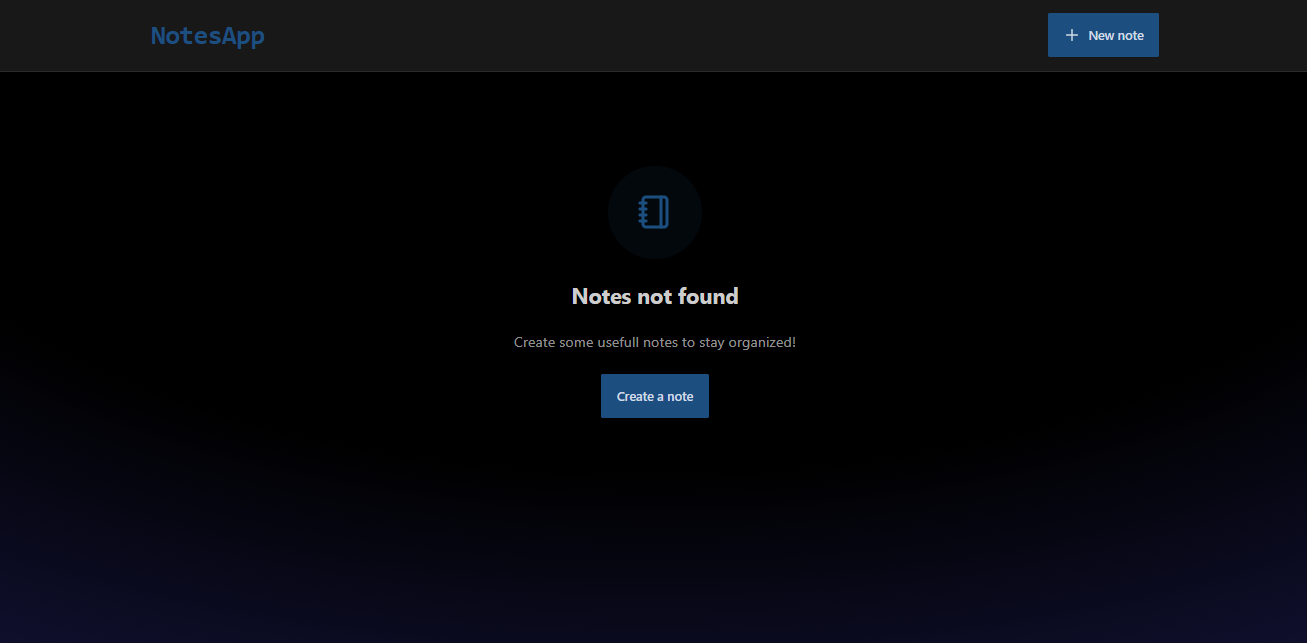 NotesApp
New note
Notes not found
Create some usefull notes to stay organized!
Create a note